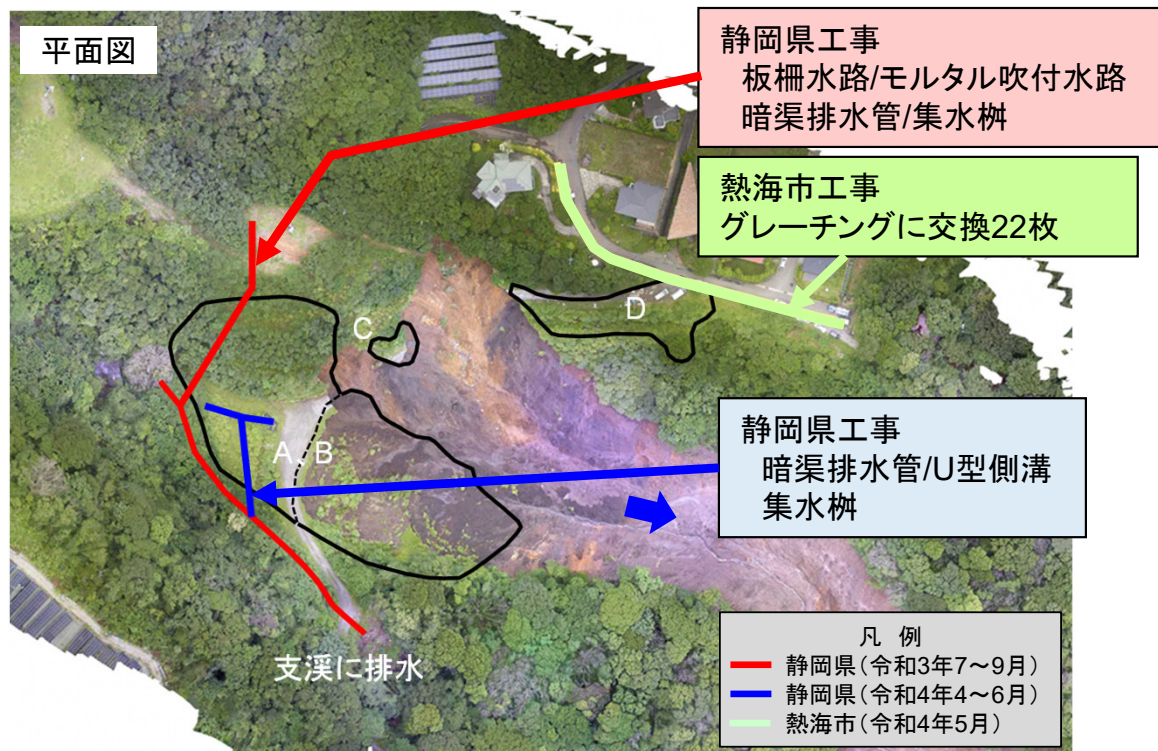 平面図
静岡県工事
板柵水路/モルタル吹付水路
暗渠排水管/集水桝
熱海市工事
グレーチングに交換22枚
D
C
A、B
静岡県工事
暗渠排水管/U型側溝
集水桝
支渓に排水
凡 例
静岡県(令和3年7~9月)
静岡県(令和4年4~6月)
熱海市(令和4年5月)